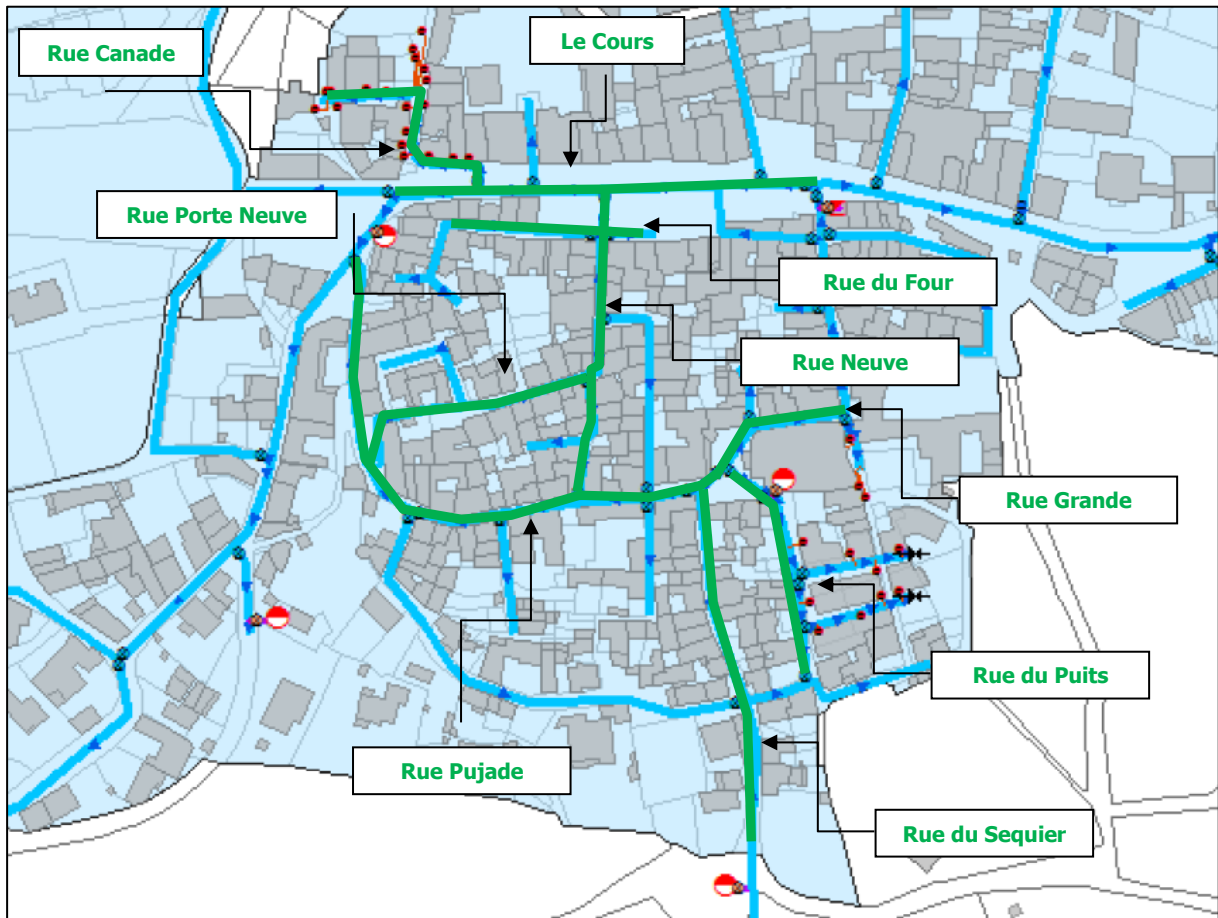 Le Cours
Rue Canade
Rue Porte Neuve
Rue du Four
Rue Neuve
Rue Grande
Rue du Puits
Rue Pujade
Rue du Sequier